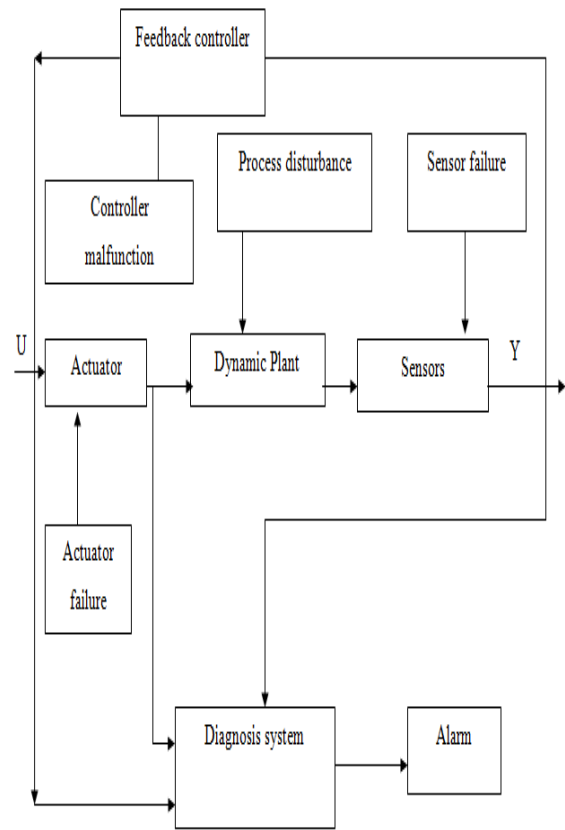 Feedback controller
Process disturbance
Sensor failure
Controller
malfunction
U
Actuator
Dynamic Plant
Sensors
Y
Actuator
failure
Diagnosis system
Alarm